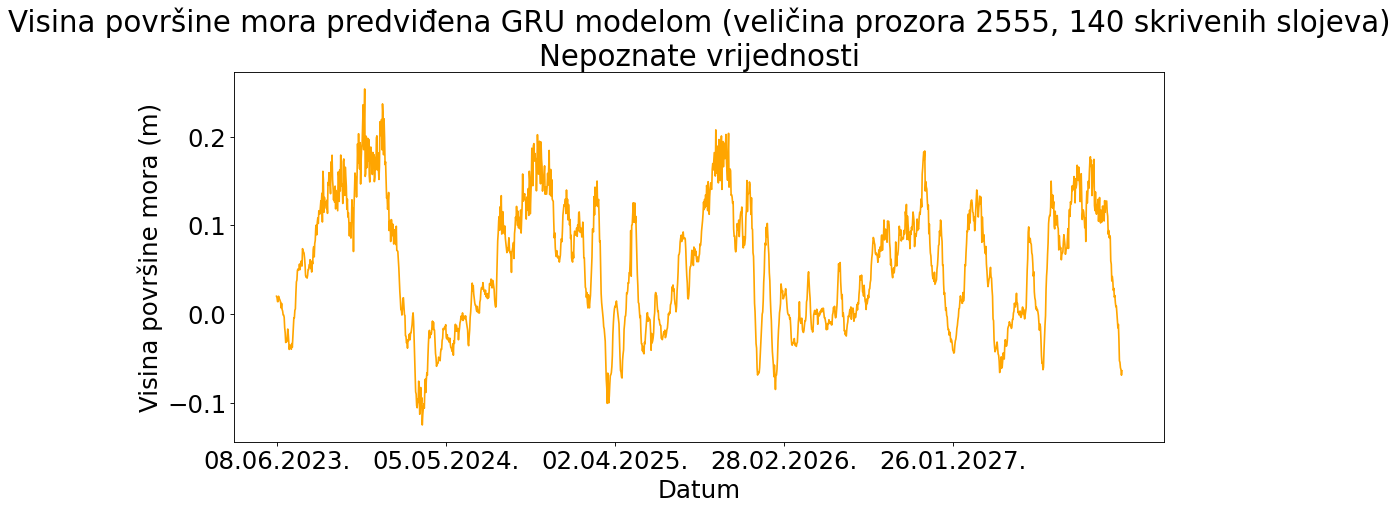 Visina površine mora predviđena GRU modelom (veličina prozora 2555, 140 skrivenih slojeva)
Nepoznate vrijednosti
Visina površine mora (m)
0.2
0.1
0.0
−0.1
08.06.2023. 05.05.2024. 02.04.2025. 28.02.2026. 26.01.2027.
Datum